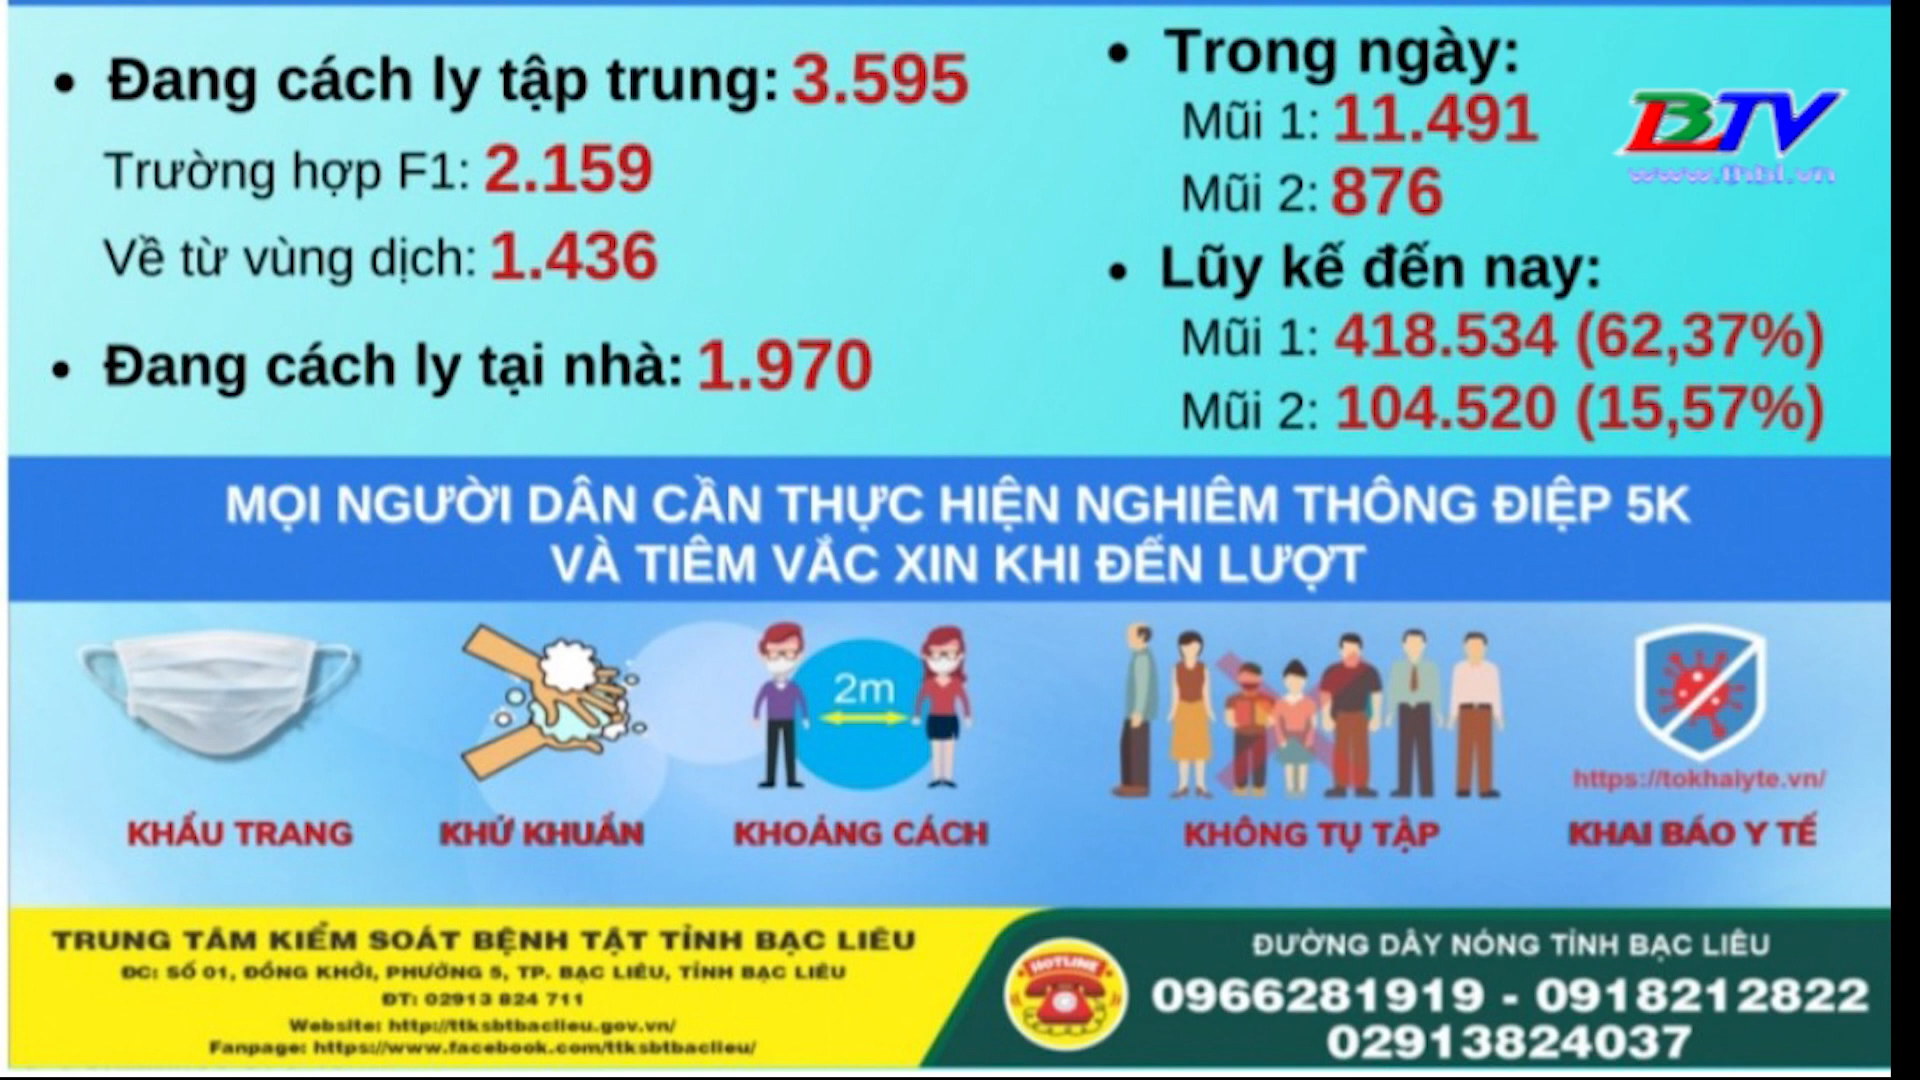 Đang cách ly tập trung: 3.595
Trường hợp F1: 2.159
Về từ vùng dịch: 1.436
Đang cách ly tại nhà: 1.970
Trong ngày:
Mũi 1: 11.491
Mũi 2: 876
Lũy kế đến nay:
Mũi 1: 418.534 (62,37%)
Mũi 2: 104.520 (15,57%)
BTV
www.thbl.vn
MỌI NGƯỜI DÂN CẦN THỰC HIỆN NGHIÊM THÔNG ĐIỆP 5K
VÀ TIÊM VẮC XIN KHI ĐẾN LƯỢT
2m
https://tokhaiyte.vn/
KHẨU TRANG
KHỬ KHUẨN
KHOẢNG CÁCH
KHÔNG TỤ TẬP
KHAI BÁO Y TẾ
TRUNG TÂM KIỂM SOÁT BỆNH TẬT TỈNH BẠC LIÊU
ĐC: SỐ 01, ĐỒNG KHỞI, PHƯỜNG 5, TP. BẠC LIÊU, TỈNH BẠC LIÊU
ĐT: 02913 824 711
Website: http://ttksbtbaclieu.gov.vn/
Fanpage: https://www.facebook.com/ttksbtbaclieu/
HOTLINE
ĐƯỜNG DÂY NÓNG TỈNH BẠC LIÊU
0966281919 - 0918212822
02913824037